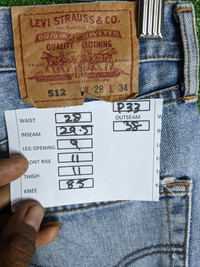 LEVI STRAUSS & CO.
ORIGINAL RIVETED
QUALITY CLOTHING
512 W 28 L 34
P33
WAIST 28 OUTSEAM
INSEAM 29.5 38
LEG OPENING 9
FRONT RISE 11
THIGH 11
KNEE 8.5